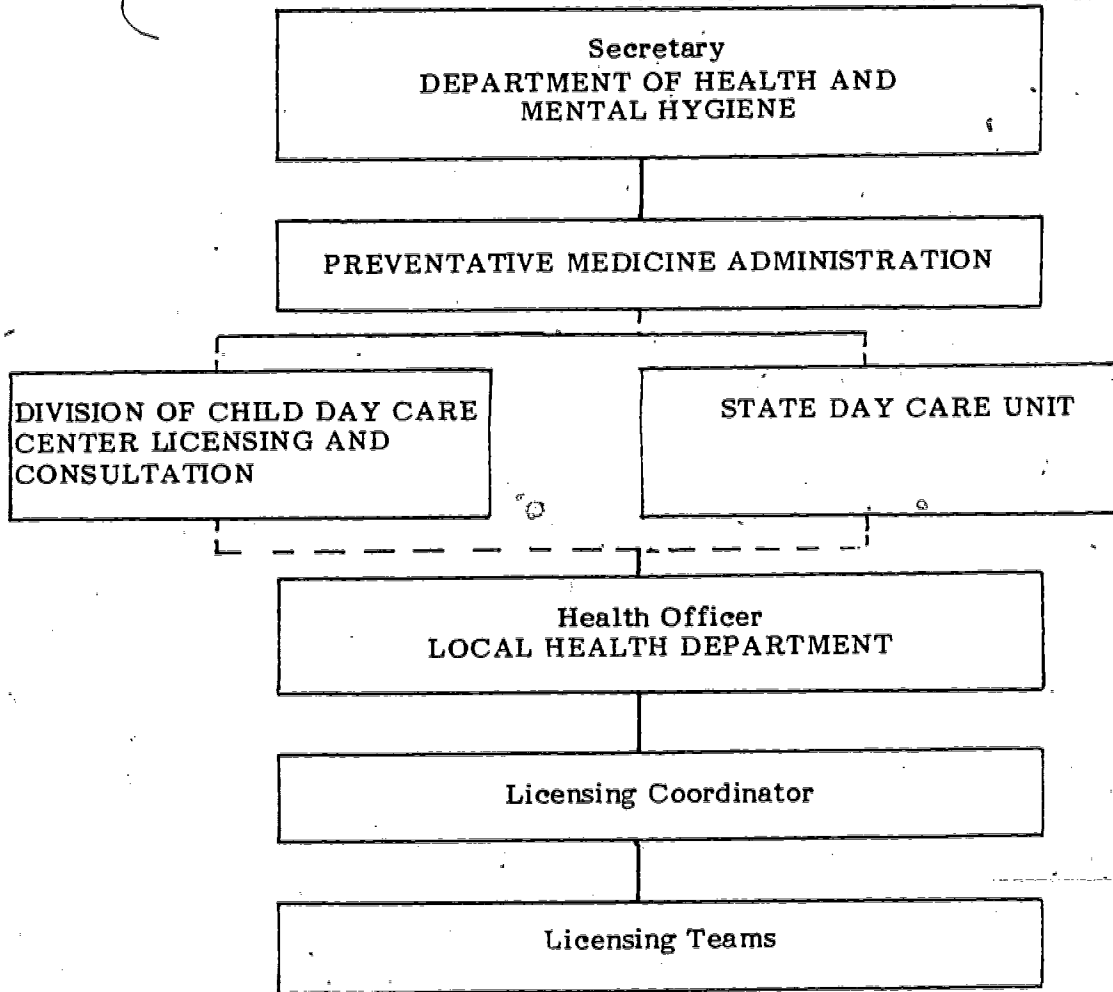 Secretary
DEPARTMENT OF HEALTH AND
MENTAL HYGIENE
PREVENTATIVE MEDICINE ADMINISTRATION
DIVISION OF CHILD DAY CARE
CENTER LICENSING AND
CONSULTATION
STATE DAY CARE UNIT
Health Officer
LOCAL HEALTH DEPARTMENT
Licensing Coordinator
Licensing Teams